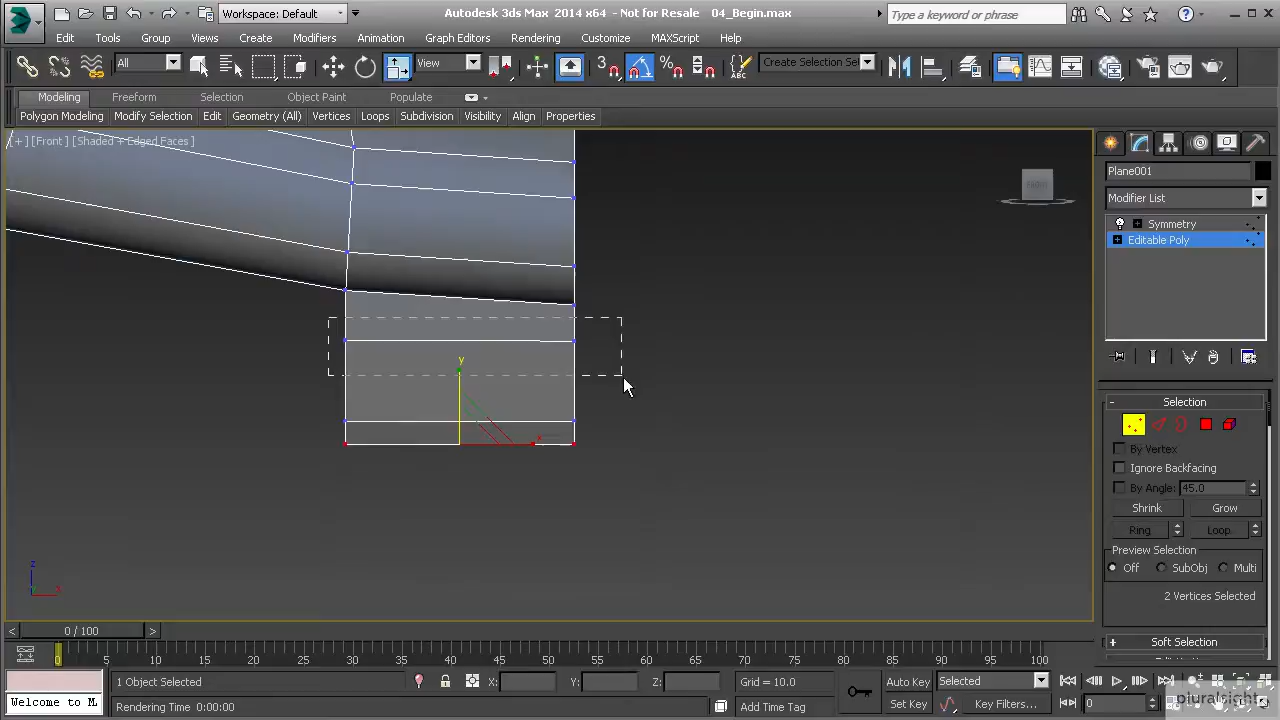 Workspace: Default
Autodesk 3ds Max 2014 x64 - Not for Resale 04_Begin.max
Type a keyword or phrase
Edit Tools Group Views Create Modifiers Animation Graph Editors Rendering Customize MAXScript Help
All View 3 Create Selection Se
Modeling Freeform Selection Object Paint Populate
Polygon Modeling Modify Selection Edit Geometry (All) Vertices Loops Subdivision Visibility Align Properties
[+] [Front] [Shaded + Edged Faces]
Plane001
Modifier List
Symmetry
Editable Poly
y
- Selection
By Vertex
Ignore Backfacing
By Angle: 45.0
Shrink Grow
Ring Loop
Preview Selection
Off SubObj Multi
2 Vertices Selected
z
x
< 0 / 100 >
+ Soft Selection
0 5 10 15 20 25 30 35 40 45 50 55 60 65 70 75 80 85 90 95 100
1 Object Selected X: Y: Z: Grid = 10.0 Auto Key Selected
Welcome to M Rendering Time 0:00:00 Add Time Tag Set Key Key Filters... 0
pluralsight